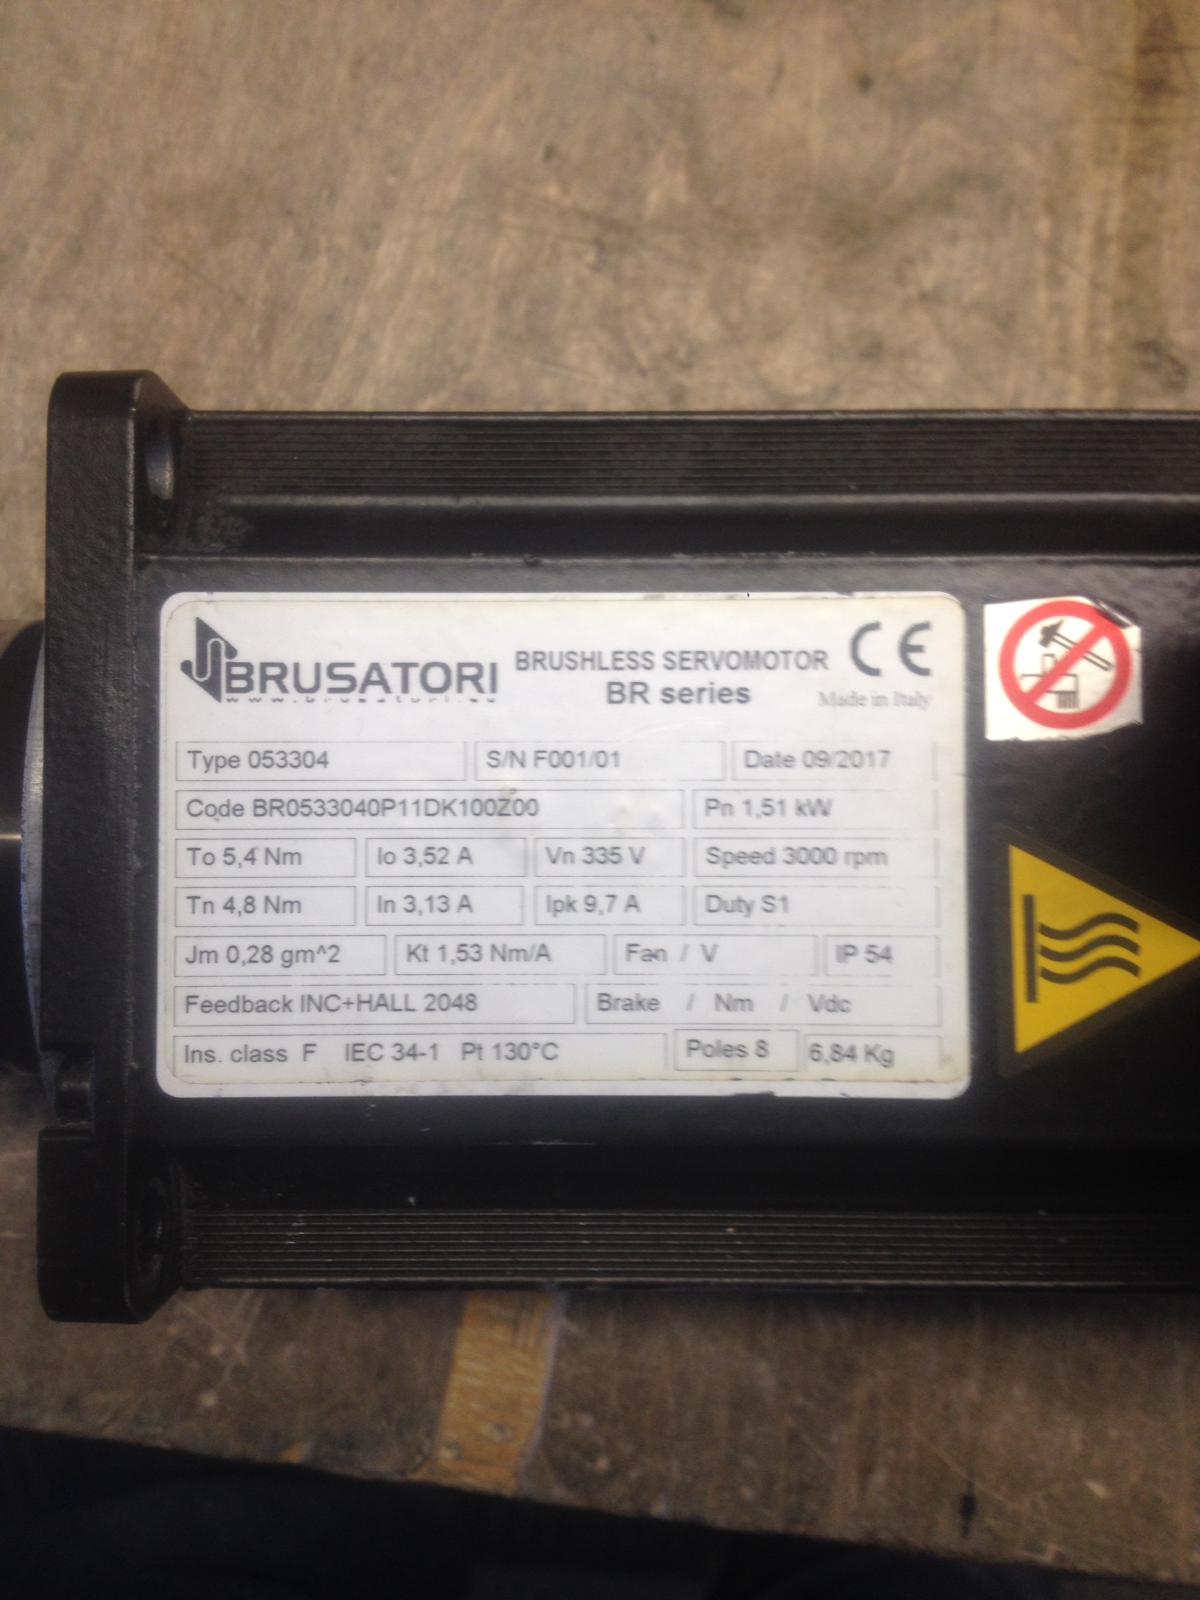 BRUSATORI
www.brusatori.eu
BRUSHLESS SERVOMOTOR
BR series
CE
Made in Italy
Type 053304 S/N F001/01 Date 09/2017
Code BR0533040P11DK100Z00 Pn 1,51 kW
To 5,4 Nm Io 3,52 A Vn 335 V Speed 3000 rpm
Tn 4,8 Nm In 3,13 A Ipk 9,7 A Duty S1
Jm 0,28 gm^2 Kt 1,53 Nm/A Fan / V IP 54
Feedback INC+HALL 2048 Brake / Nm / Vdc
Ins. class F IEC 34-1 Pt 130°C Poles 8 6,84 Kg